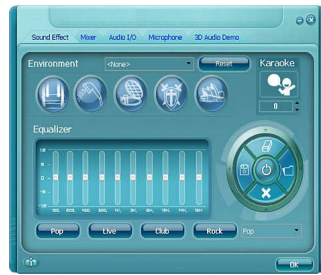 Sound Effect Mixer Audio I/O Microphone 3D Audio Demo
Environment <None> Reset Karaoke
0
Equalizer
Pop Live Club Rock Pop
OK